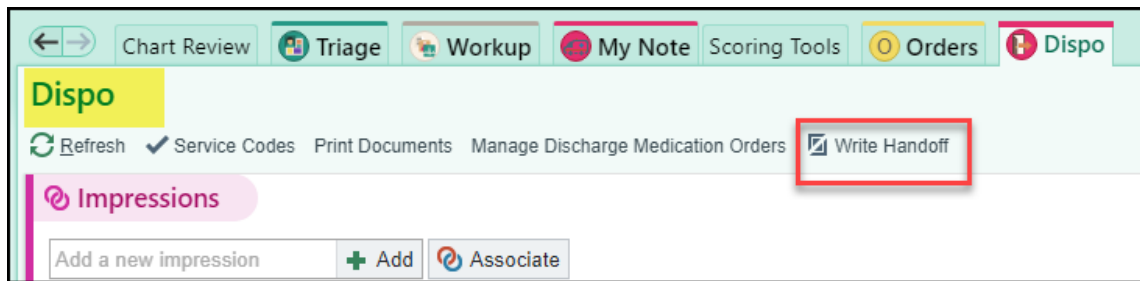 Chart Review Triage Workup My Note Scoring Tools O Orders Dispo
Dispo
Refresh Service Codes Print Documents Manage Discharge Medication Orders Write Handoff
Impressions
Add a new impression Add Associate